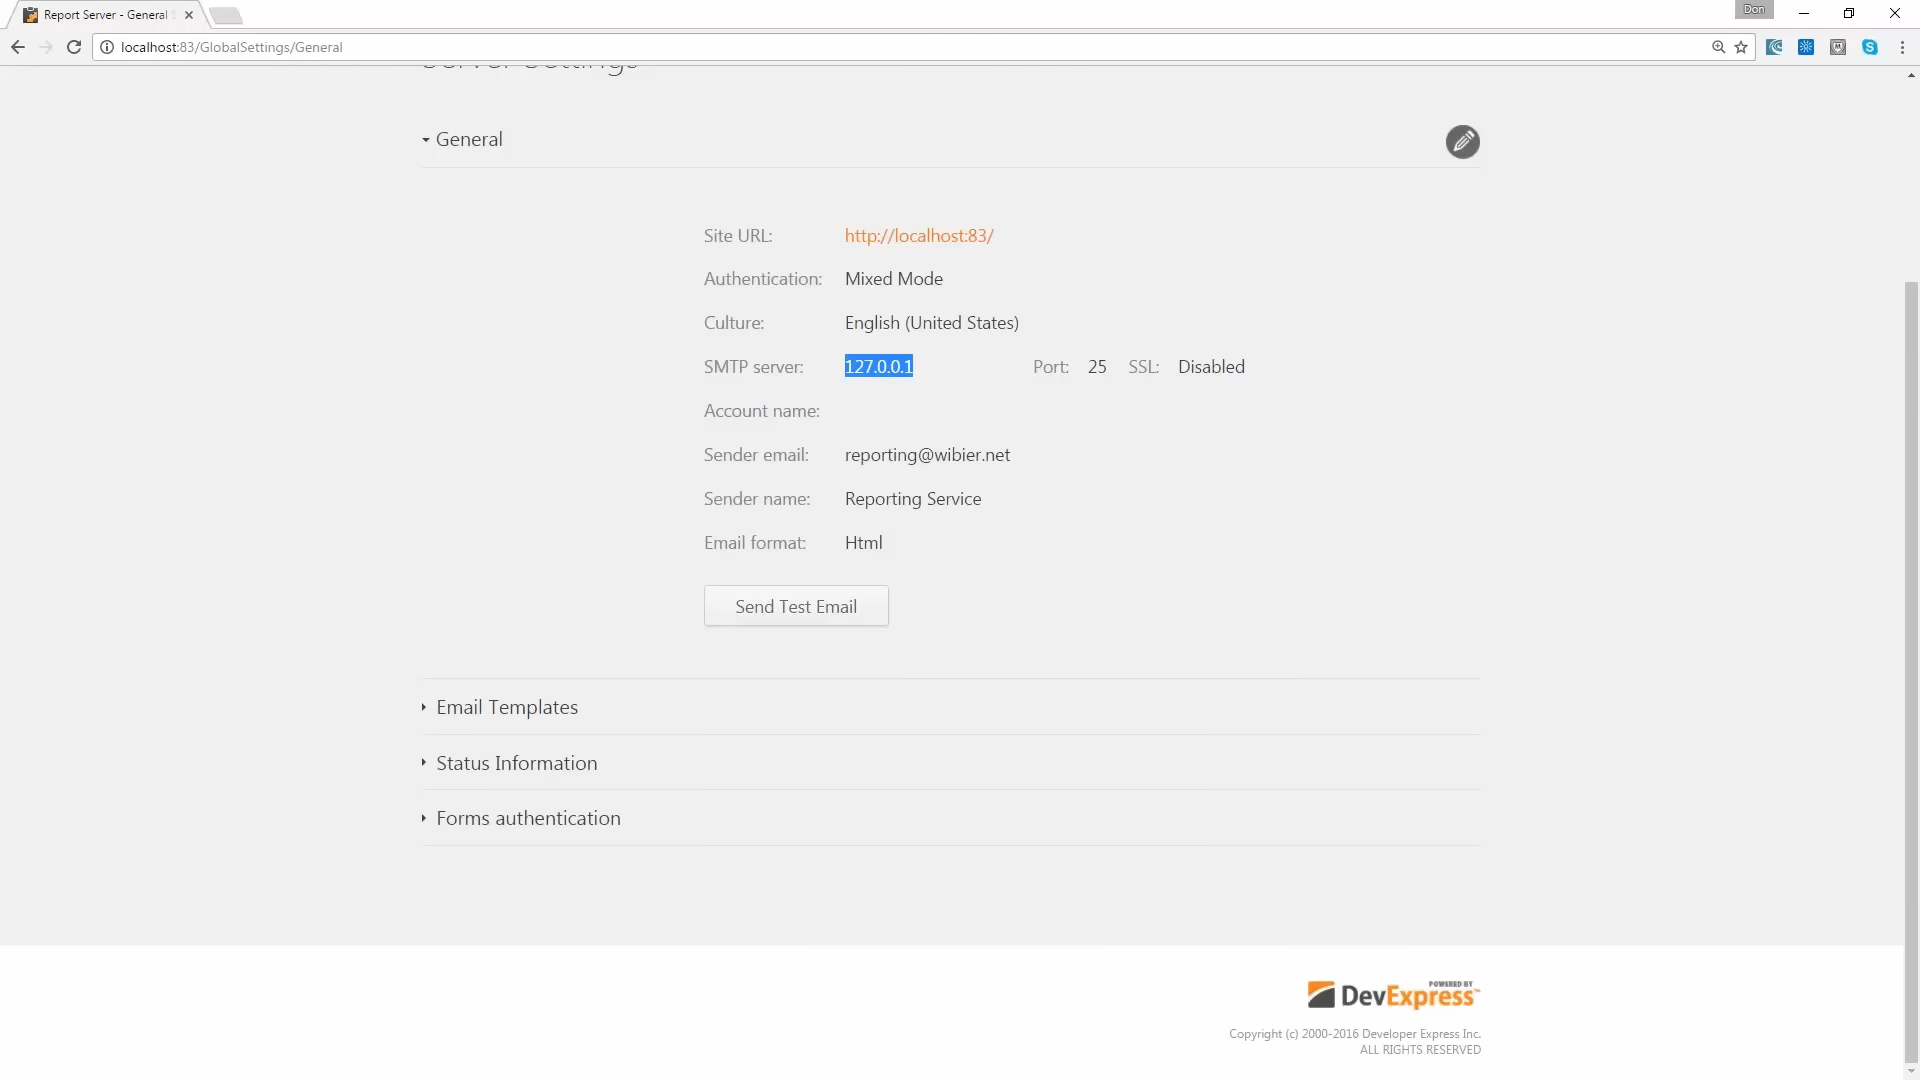 Report Server - General S
Don
localhost:83/GlobalSettings/General
Server Settings
General
Site URL: http://localhost:83/
Authentication: Mixed Mode
Culture: English (United States)
SMTP server: 127.0.0.1 Port: 25 SSL: Disabled
Account name:
Sender email: reporting@wibier.net
Sender name: Reporting Service
Email format: Html
Send Test Email
Email Templates
Status Information
Forms authentication
POWERED BY
DevExpress™
Copyright (c) 2000-2016 Developer Express Inc.
ALL RIGHTS RESERVED